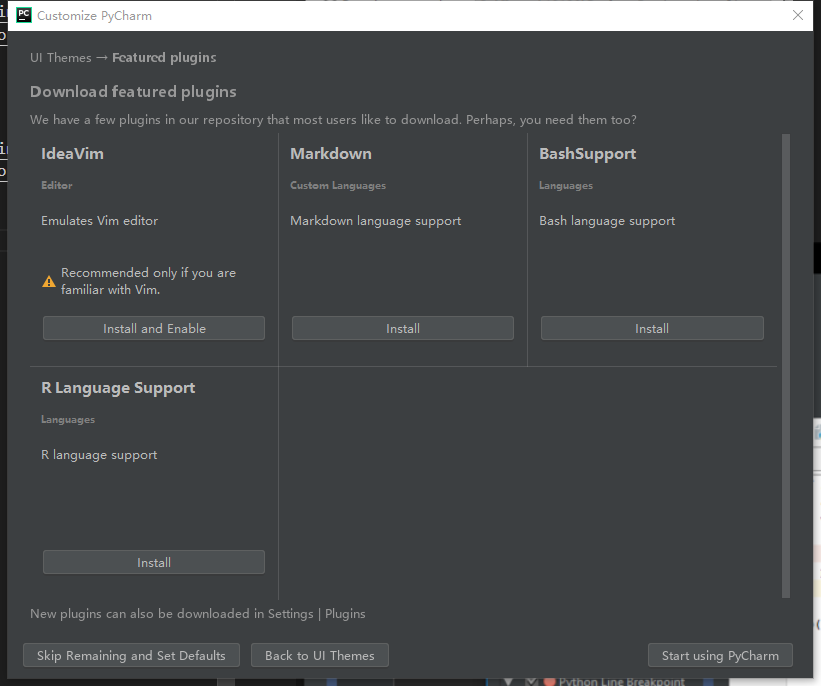 PC Customize PyCharm
UI Themes → Featured plugins
Download featured plugins
We have a few plugins in our repository that most users like to download. Perhaps, you need them too?
IdeaVim
Editor
Emulates Vim editor
Recommended only if you are
familiar with Vim.
Install and Enable
Markdown
Custom Languages
Markdown language support
Install
BashSupport
Languages
Bash language support
Install
R Language Support
Languages
R language support
Install
New plugins can also be downloaded in Settings | Plugins
Skip Remaining and Set Defaults
Back to UI Themes
Start using PyCharm
Python Line Breakpoint